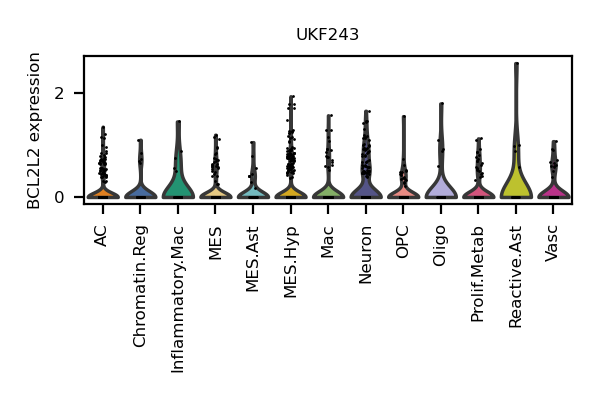 UKF243
BCL2L2 expression
2
0
AC
Chromatin.Reg
Inflammatory.Mac
MES
MES.Ast
MES.Hyp
Mac
Neuron
OPC
Oligo
Prolif.Metab
Reactive.Ast
Vasc